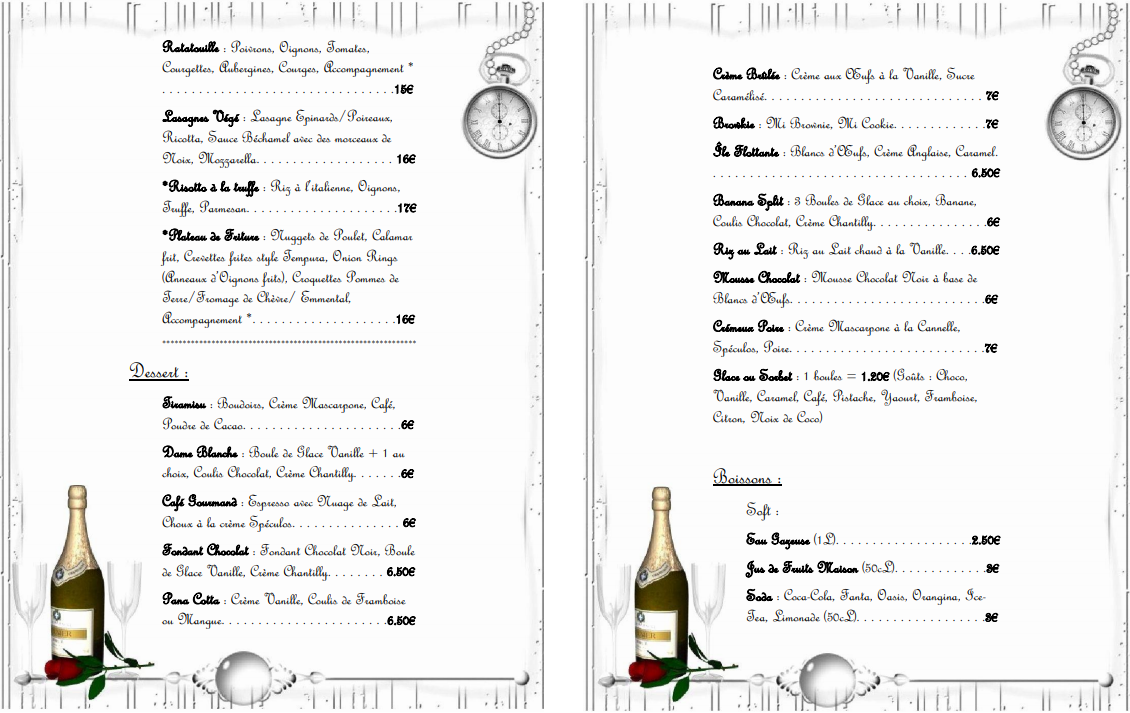 Ratatouille : Poivrons, Oignons, Tomates,
Courgettes, Aubergines, Courges, Accompagnement *
. . . . . . . . . . . . . . . . . . . . . . . . . . . . . . . .15€
Lasagnes Végé : Lasagne Epinards/Poireaux,
Ricotta, Sauce Béchamel avec des morceaux de
Noix, Mozzarella. . . . . . . . . . . . . . . . . . . 16€
*Risotto à la truffe : Riz à l'italienne, Oignons,
Truffe, Parmesan. . . . . . . . . . . . . . . . . . . . .17€
*Plateau de Friture : Nuggets de Poulet, Calamar
frit, Crevettes frites style Tempura, Onion Rings
(Anneaux d'Oignons frits), Croquettes Pommes de
Terre/Fromage de Chèvre/ Emmental,
Accompagnement *. . . . . . . . . . . . . . . . . . . .16€
Dessert :
Tiramisu : Boudoirs, Crème Mascarpone, Café,
Poudre de Cacao. . . . . . . . . . . . . . . . . . . . . .6€
Dame Blanche : Boule de Glace Vanille + 1 au
choix, Coulis Chocolat, Crème Chantilly. . . . . . .6€
Café Gourmand : Espresso avec Nuage de Lait,
Choux à la crème Spéculos. . . . . . . . . . . . . . . 6€
Fondant Chocolat : Fondant Chocolat Noir, Boule
de Glace Vanille, Crème Chantilly. . . . . . . . 6.50€
Pana Cotta : Crème Vanille, Coulis de Framboise
ou Mangue. . . . . . . . . . . . . . . . . . . . . . .6.50€
Crème Brûlée : Crème aux Œufs à la Vanille, Sucre
Caramélisé. . . . . . . . . . . . . . . . . . . . . . . . . . . . . . 7€
Browkie : Mi Brownie, Mi Cookie. . . . . . . . . . . . .7€
Île Flottante : Blancs d'Œufs, Crème Anglaise, Caramel.
. . . . . . . . . . . . . . . . . . . . . . . . . . . . . . . . . . . 6.50€
Banana Split : 3 Boules de Glace au choix, Banane,
Coulis Chocolat, Crème Chantilly. . . . . . . . . . . . . . . .6€
Riz au Lait : Riz au Lait chaud à la Vanille. . . .6.50€
Mousse Chocolat : Mousse Chocolat Noir à base de
Blancs d'Œufs. . . . . . . . . . . . . . . . . . . . . . . . . . .6€
Crémeux Poire : Crème Mascarpone à la Cannelle,
Spéculos, Poire. . . . . . . . . . . . . . . . . . . . . . . . . . .7€
Glace ou Sorbet : 1 boules = 1.20€ (Goûts : Choco,
Vanille, Caramel, Café, Pistache, Yaourt, Framboise,
Citron, Noix de Coco)
Boissons :
Soft :
Eau Gazeuse (1L). . . . . . . . . . . . . . . . . . .2.50€
Jus de Fruits Maison (50cL). . . . . . . . . . . . .3€
Soda : Coca-Cola, Fanta, Oasis, Orangina, Ice-
Tea, Limonade (50cL). . . . . . . . . . . . . . . . . .3€